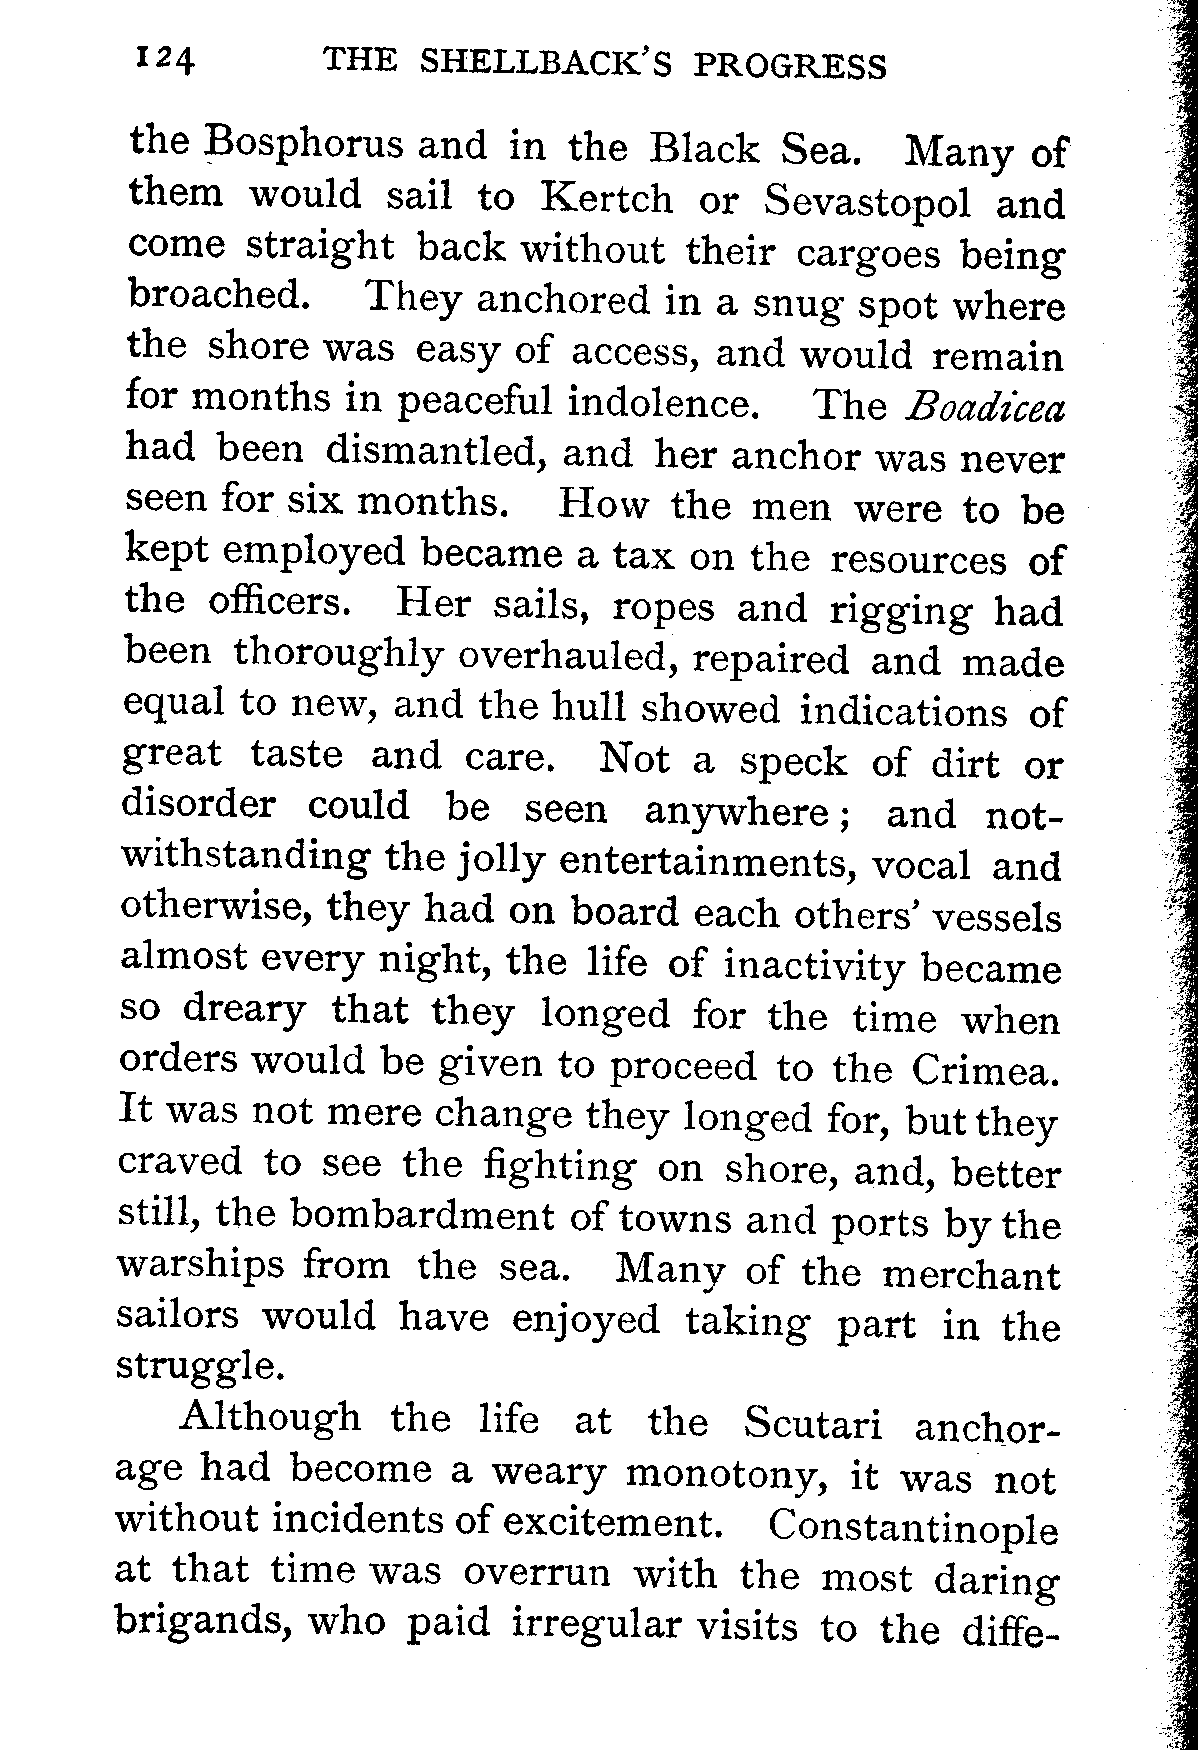 124 THE SHELLBACK'S PROGRESS
the Bosphorus and in the Black Sea. Many of
them would sail to Kertch or Sevastopol and
come straight back without their cargoes being
broached. They anchored in a snug spot where
the shore was easy of access, and would remain
for months in peaceful indolence. The Boadicea
had been dismantled, and her anchor was never
seen for six months. How the men were to be
kept employed became a tax on the resources of
the officers. Her sails, ropes and rigging had
been thoroughly overhauled, repaired and made
equal to new, and the hull showed indications of
great taste and care. Not a speck of dirt or
disorder could be seen anywhere; and not-
withstanding the jolly entertainments, vocal and
otherwise, they had on board each others' vessels
almost every night, the life of inactivity became
so dreary that they longed for the time when
orders would be given to proceed to the Crimea.
It was not mere change they longed for, but they
craved to see the fighting on shore, and, better
still, the bombardment of towns and ports by the
warships from the sea. Many of the merchant
sailors would have enjoyed taking part in the
struggle.
Although the life at the Scutari anchor-
age had become a weary monotony, it was not
without incidents of excitement. Constantinople
at that time was overrun with the most daring
brigands, who paid irregular visits to the diffe-